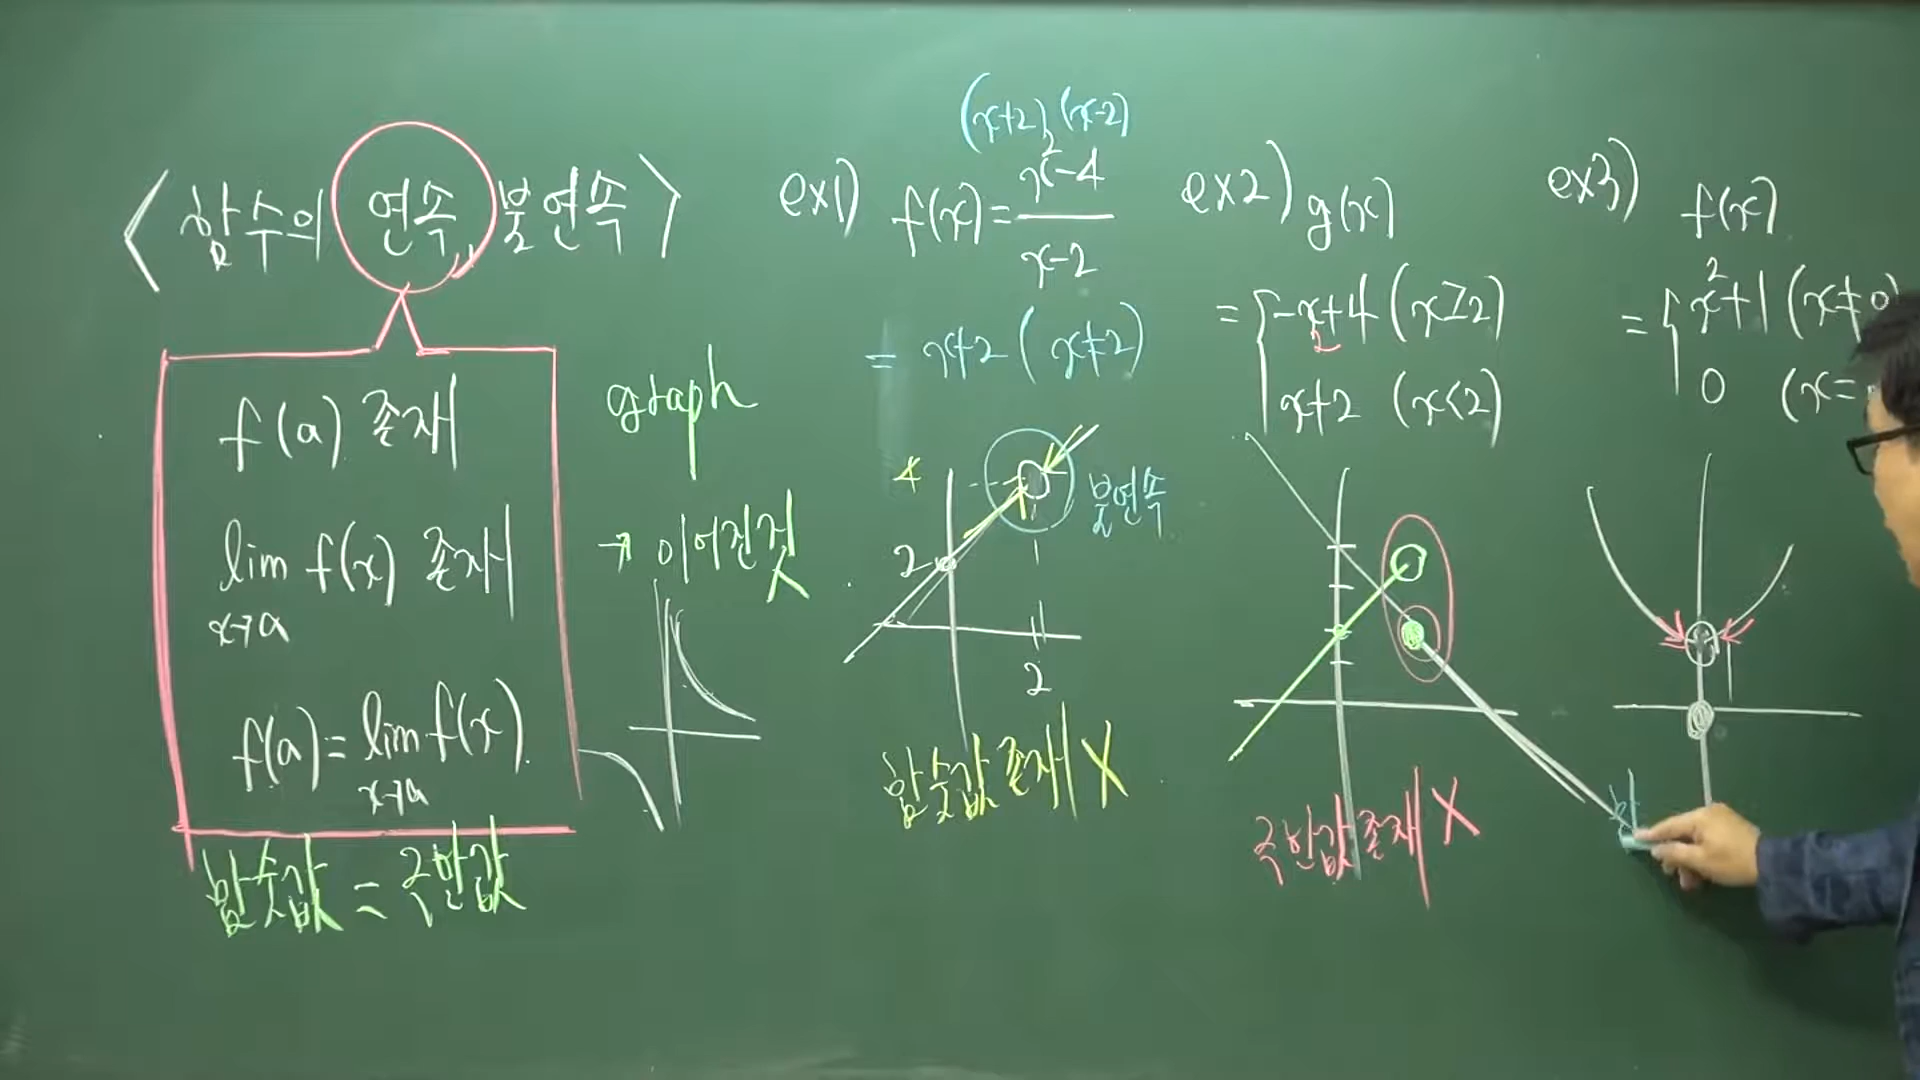 <함수의 연속, 불연속>
f(a) 존재
lim f(x) 존재
x→a
f(a) = lim f(x)
x→a
함숫값 = 극한값
graph
→ 이어진것
ex1) f(x) = x²-4
x-2
(x+2)(x-2)
= x+2 (x≠2)
4
2
2
불연속
함숫값 존재 X
ex2) g(x)
= -x+4 (x≥2)
2
x+2 (x<2)
극한값 존재 X
ex3) f(x)
= x²+1 (x≠0)
0 (x=
1
함